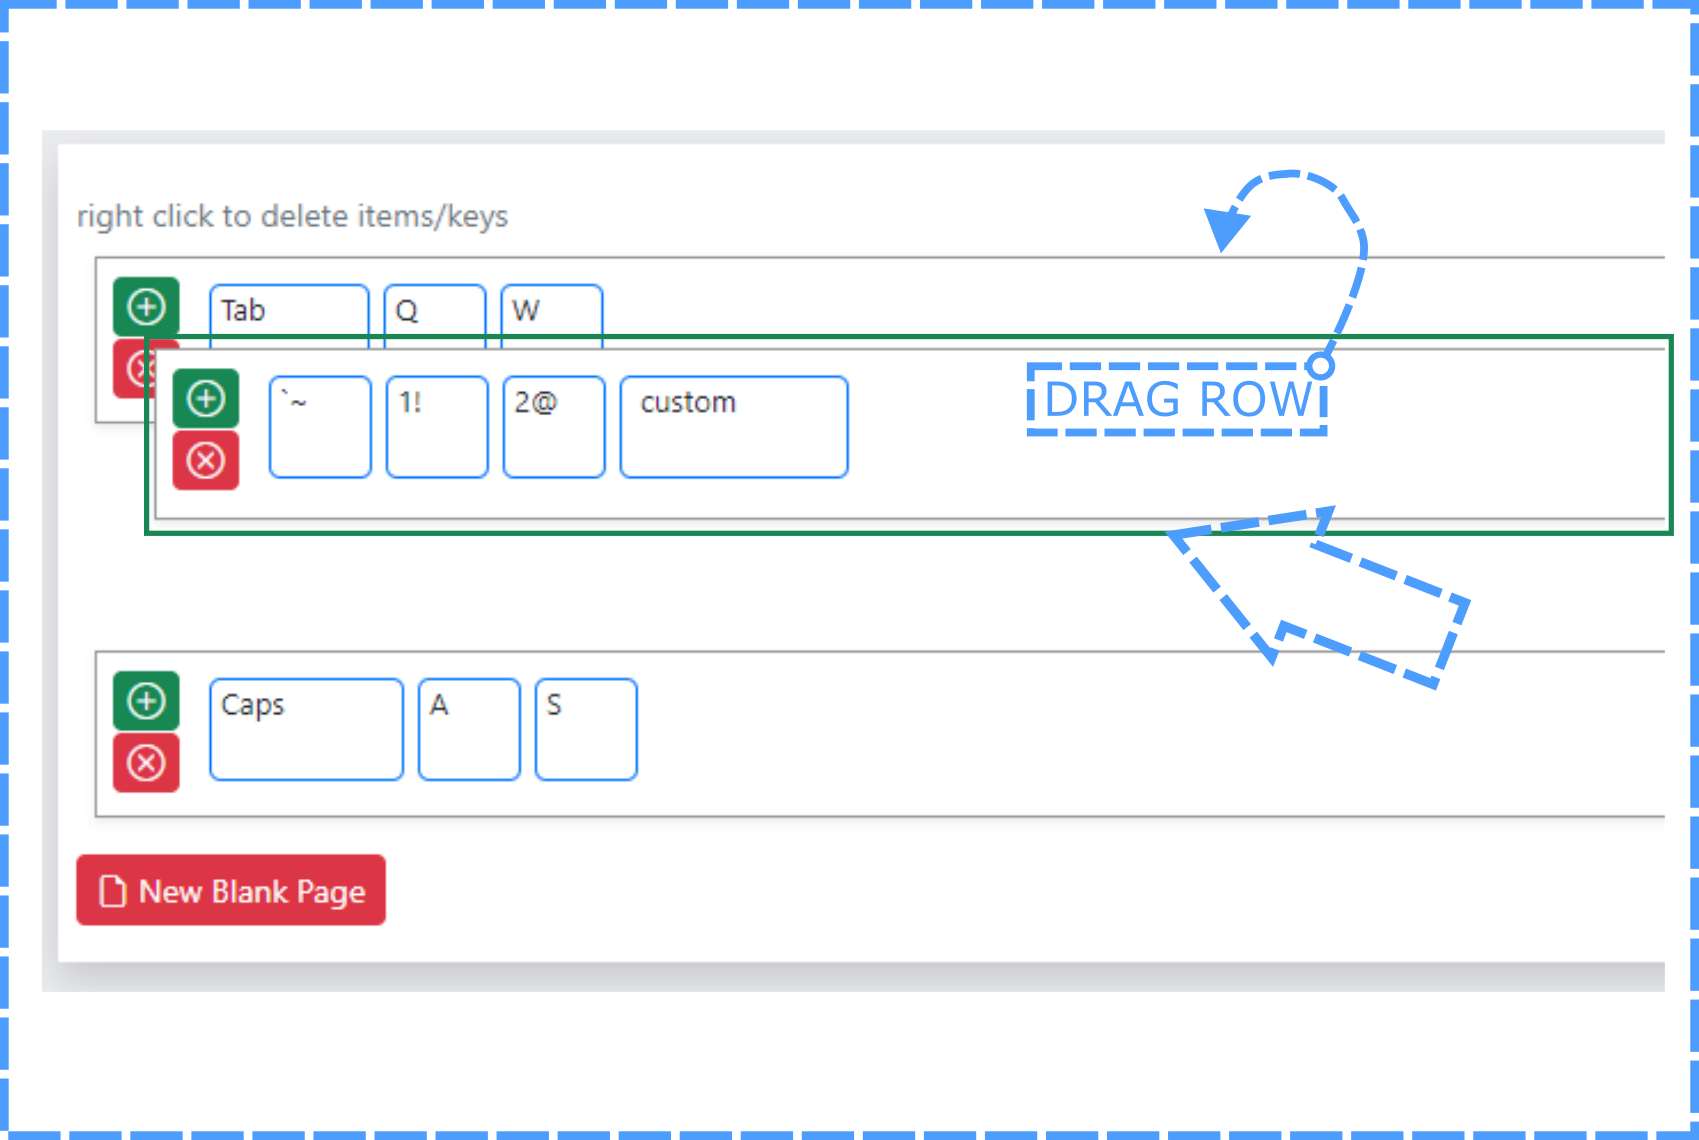 right click to delete items/keys
Tab Q W
`~ 1! 2@ custom
DRAG ROW
Caps A S
New Blank Page